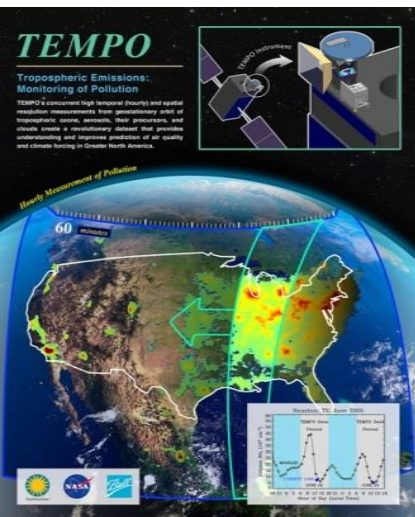 TEMPO
Tropospheric Emissions:
Monitoring of Pollution
TEMPO's concurrent high temporal (hourly) and spatial
resolution measurements from geostationary orbit of
tropospheric ozone, aerosols, their precursors, and
clouds create a revolutionary dataset that provides
understanding and improves prediction of air quality
and climate forcing in Greater North America.
TEMPO Instrument
Hourly Measurement of Pollution
60 minutes
Houston, TX June 2005
TEMPO Data
Period
TEMPO Data
Period
Hour of Day (Local Time)
NASA
Ball